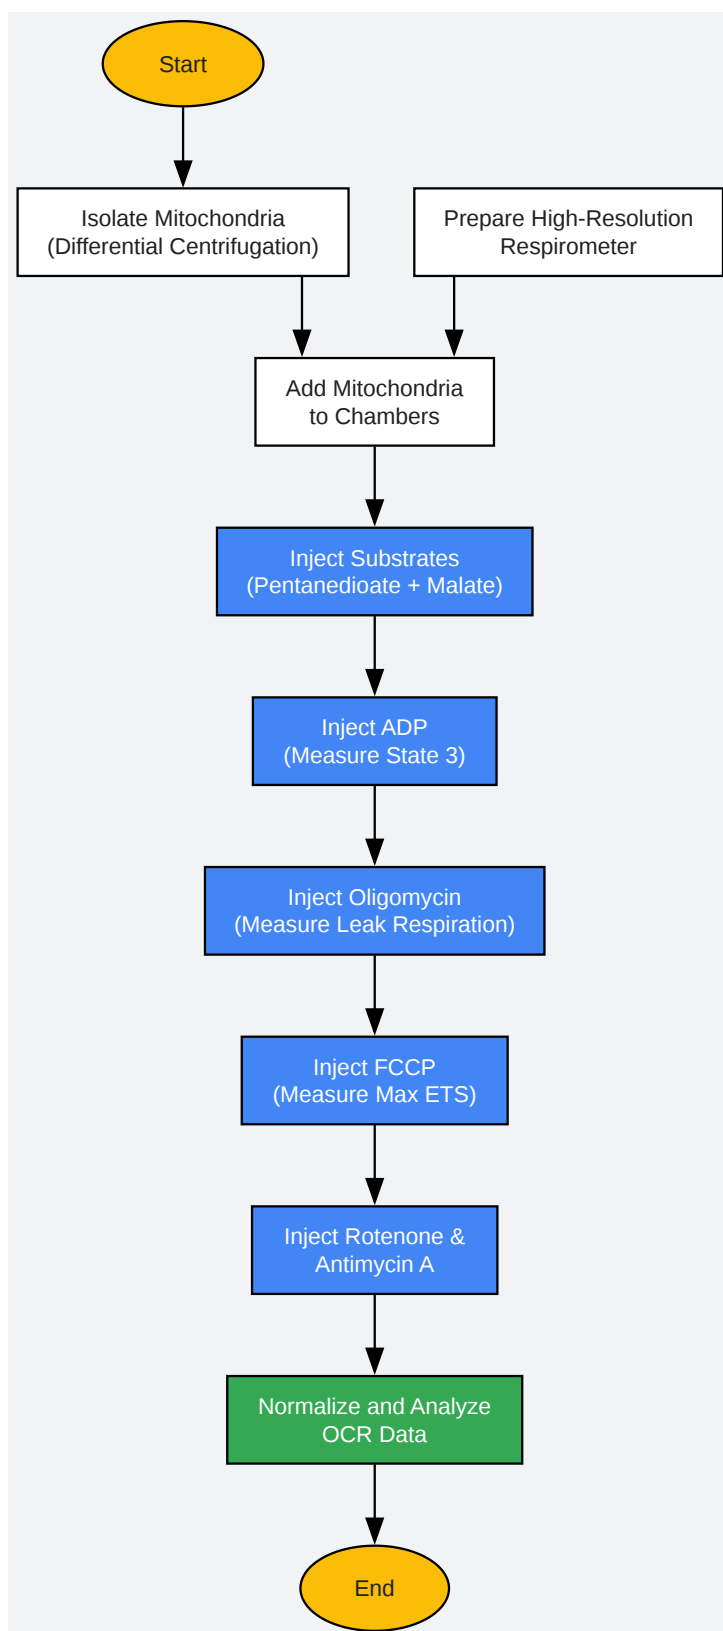 Start
Isolate Mitochondria
(Differential Centrifugation)
Prepare High-Resolution
Respirometer
Add Mitochondria
to Chambers
Inject Substrates
(Pentanedioate + Malate)
Inject ADP
(Measure State 3)
Inject Oligomycin
(Measure Leak Respiration)
Inject FCCP
(Measure Max ETS)
Inject Rotenone &
Antimycin A
Normalize and Analyze
OCR Data
End